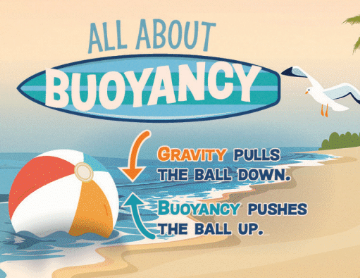 ALL ABOUT
BUOYANCY
GRAVITY PULLS
THE BALL DOWN.
BUOYANCY PUSHES
THE BALL UP.